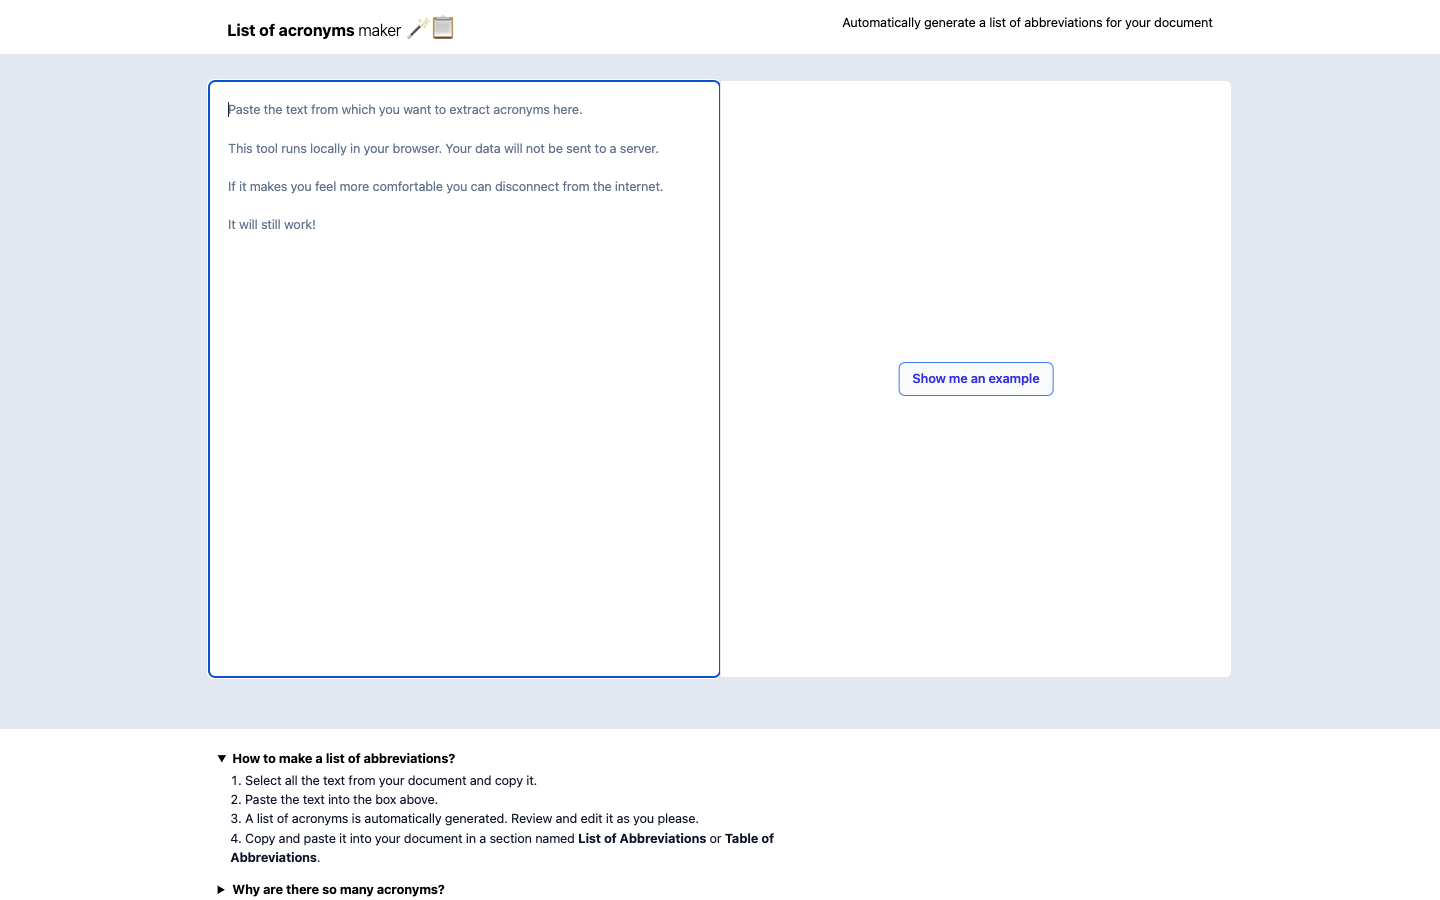 List of acronyms maker
Automatically generate a list of abbreviations for your document
Paste the text from which you want to extract acronyms here.
This tool runs locally in your browser. Your data will not be sent to a server.
If it makes you feel more comfortable you can disconnect from the internet.
It will still work!
Show me an example
How to make a list of abbreviations?
1. Select all the text from your document and copy it.
2. Paste the text into the box above.
3. A list of acronyms is automatically generated. Review and edit it as you please.
4. Copy and paste it into your document in a section named List of Abbreviations or Table of
Abbreviations.
Why are there so many acronyms?